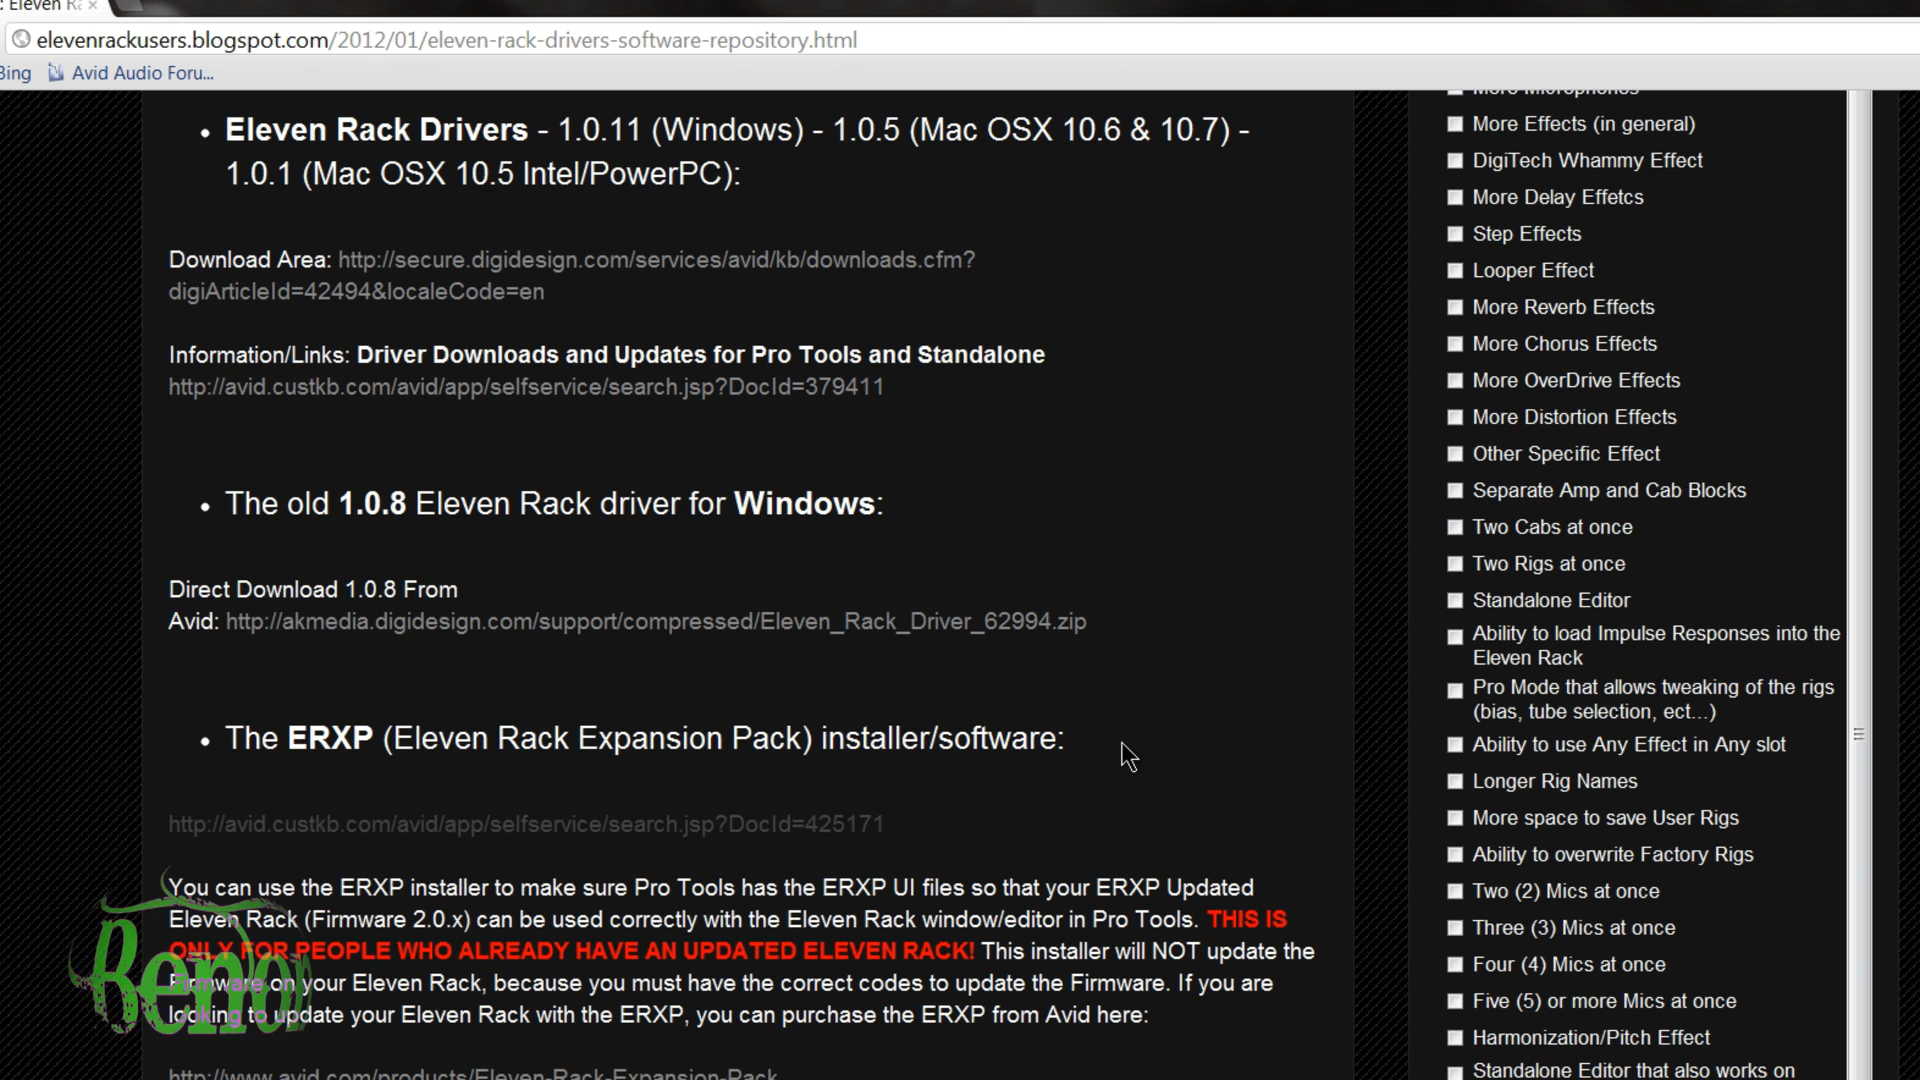 : Eleven Ra
elevenrackusers.blogspot.com/2012/01/eleven-rack-drivers-software-repository.html
Bing Avid Audio Foru...
• Eleven Rack Drivers - 1.0.11 (Windows) - 1.0.5 (Mac OSX 10.6 & 10.7) -
1.0.1 (Mac OSX 10.5 Intel/PowerPC):
Download Area: http://secure.digidesign.com/services/avid/kb/downloads.cfm?
digiArticleId=42494&localeCode=en
Information/Links: Driver Downloads and Updates for Pro Tools and Standalone
http://avid.custkb.com/avid/app/selfservice/search.jsp?DocId=379411
• The old 1.0.8 Eleven Rack driver for Windows:
Direct Download 1.0.8 From
Avid: http://akmedia.digidesign.com/support/compressed/Eleven_Rack_Driver_62994.zip
• The ERXP (Eleven Rack Expansion Pack) installer/software:
http://avid.custkb.com/avid/app/selfservice/search.jsp?DocId=425171
You can use the ERXP installer to make sure Pro Tools has the ERXP UI files so that your ERXP Updated
Eleven Rack (Firmware 2.0.x) can be used correctly with the Eleven Rack window/editor in Pro Tools. THIS IS
ONLY FOR PEOPLE WHO ALREADY HAVE AN UPDATED ELEVEN RACK! This installer will NOT update the
Firmware on your Eleven Rack, because you must have the correct codes to update the Firmware. If you are
looking to update your Eleven Rack with the ERXP, you can purchase the ERXP from Avid here:
http://www.avid.com/products/Eleven-Rack-Expansion-Pack
More Microphones
More Effects (in general)
DigiTech Whammy Effect
More Delay Effetcs
Step Effects
Looper Effect
More Reverb Effects
More Chorus Effects
More OverDrive Effects
More Distortion Effects
Other Specific Effect
Separate Amp and Cab Blocks
Two Cabs at once
Two Rigs at once
Standalone Editor
Ability to load Impulse Responses into the
Eleven Rack
Pro Mode that allows tweaking of the rigs
(bias, tube selection, ect...)
Ability to use Any Effect in Any slot
Longer Rig Names
More space to save User Rigs
Ability to overwrite Factory Rigs
Two (2) Mics at once
Three (3) Mics at once
Four (4) Mics at once
Five (5) or more Mics at once
Harmonization/Pitch Effect
Standalone Editor that also works on